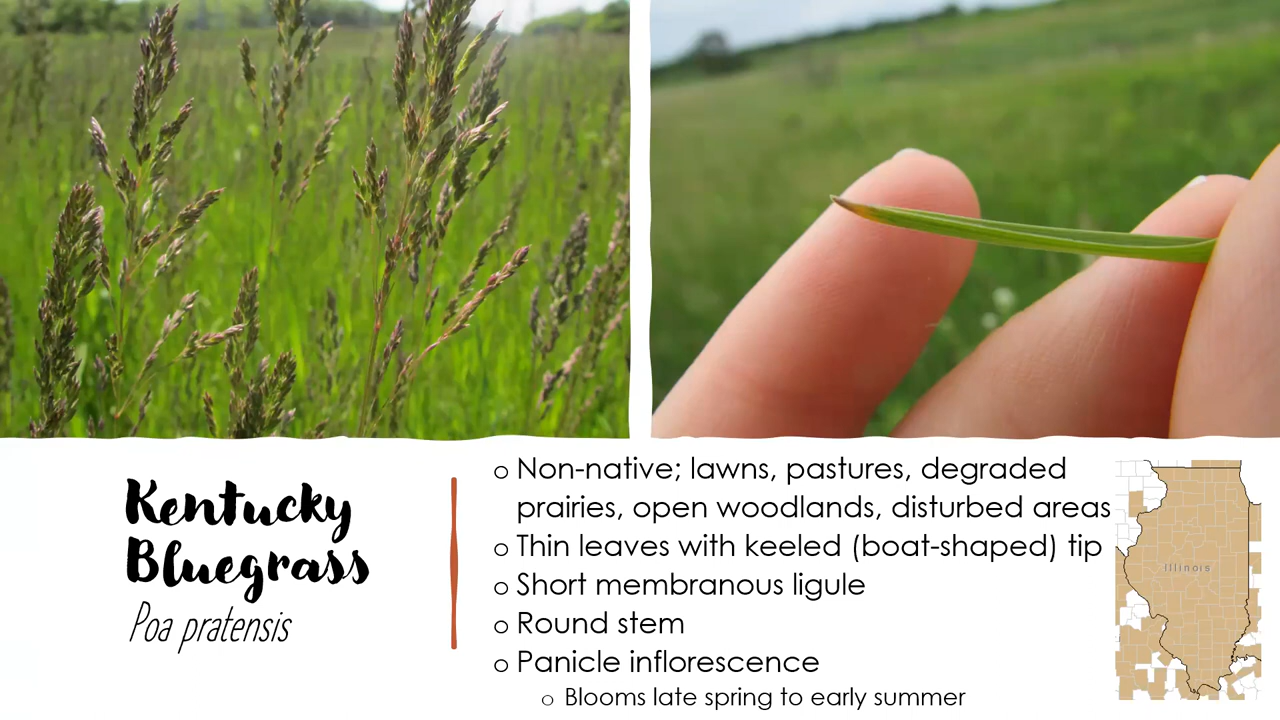 Kentucky
Bluegrass
Poa pratensis
o Non-native; lawns, pastures, degraded
prairies, open woodlands, disturbed areas
o Thin leaves with keeled (boat-shaped) tip
o Short membranous ligule
o Round stem
o Panicle inflorescence
o Blooms late spring to early summer
Illinois